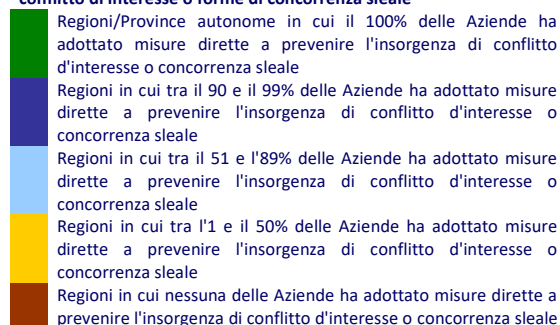 conflitto di interesse o forme di concorrenza sleale
Regioni/Province autonome in cui il 100% delle Aziende ha
adottato misure dirette a prevenire l'insorgenza di conflitto
d'interesse o concorrenza sleale
Regioni in cui tra il 90 e il 99% delle Aziende ha adottato misure
dirette a prevenire l'insorgenza di conflitto d'interesse o
concorrenza sleale
Regioni in cui tra il 51 e l'89% delle Aziende ha adottato misure
dirette a prevenire l'insorgenza di conflitto d'interesse o
concorrenza sleale
Regioni in cui tra l'1 e il 50% delle Aziende ha adottato misure
dirette a prevenire l'insorgenza di conflitto d'interesse o
concorrenza sleale
Regioni in cui nessuna delle Aziende ha adottato misure dirette a
prevenire l'insorgenza di conflitto d'interesse o concorrenza sleale